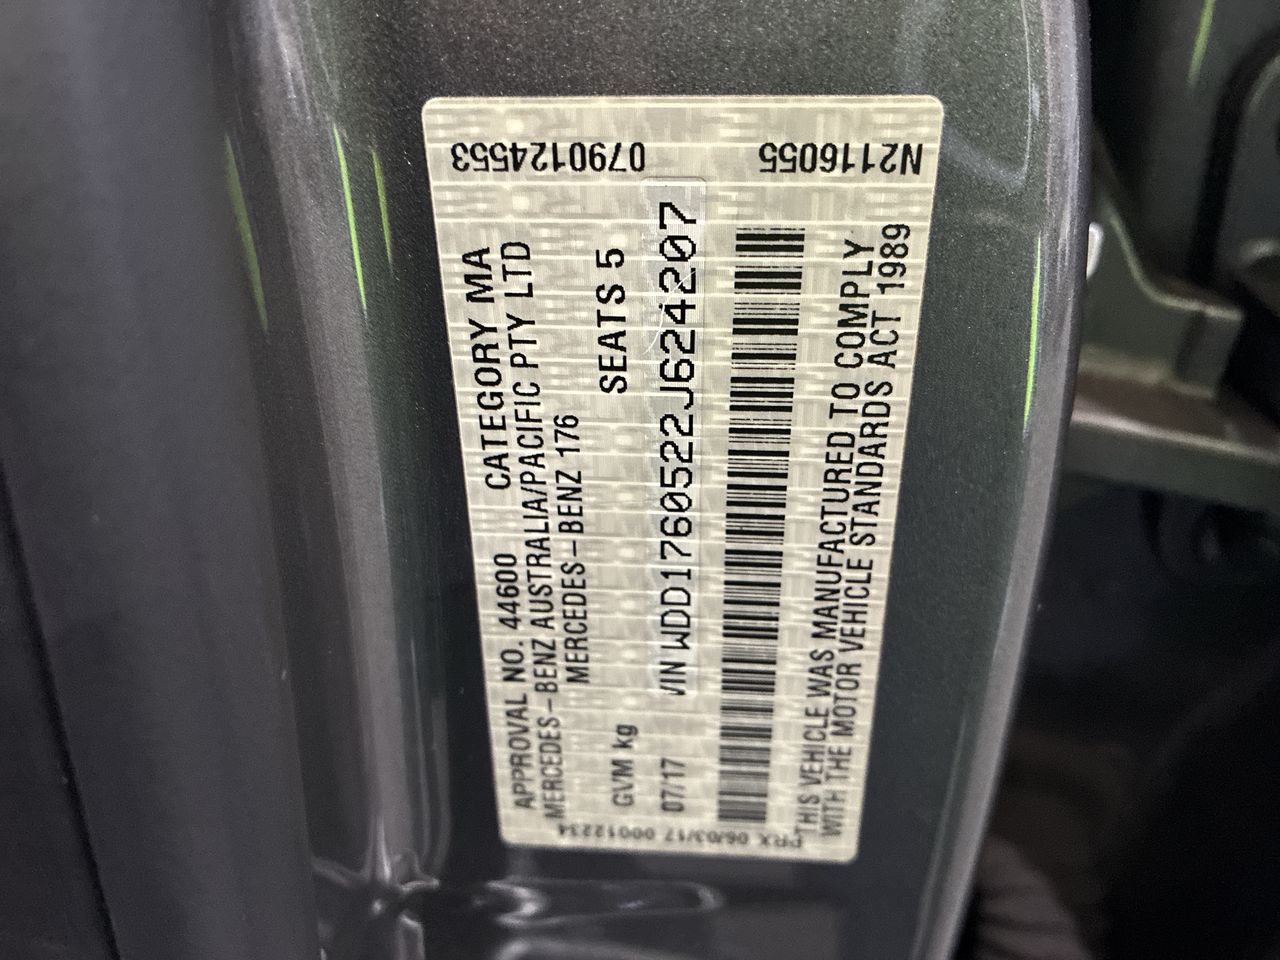 APPROVAL NO. 44600 CATEGORY MA
MERCEDES-BENZ AUSTRALIA/PACIFIC PTY LTD
MERCEDES-BENZ 176
GVM kg SEATS 5
07/17 VIN WDD1760522J624207
THIS VEHICLE WAS MANUFACTURED TO COMPLY
WITH THE MOTOR VEHICLE STANDARDS ACT 1989
N2116055 0790124553
PRX 06/03/17 00012234